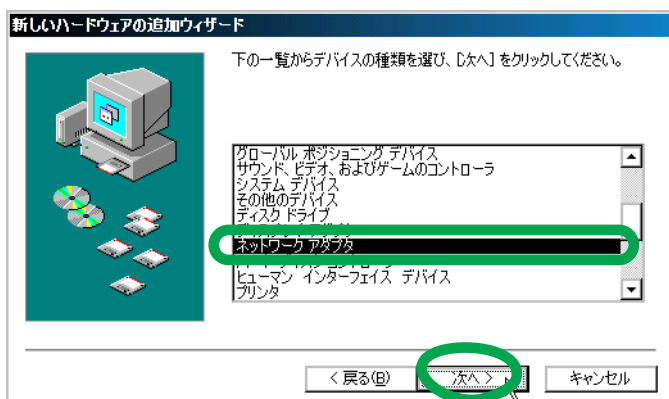 新しいハードウェアの追加ウィザード
下の一覧からデバイスの種類を選び、[次へ] をクリックしてください。
グローバル ポジショニング デバイス
サウンド、ビデオ、およびゲームのコントローラ
システム デバイス
その他のデバイス
ディスク ドライブ
ネットワーク アダプタ
ヒューマン インターフェイス デバイス
プリンタ
< 戻る(B)
次へ >
キャンセル